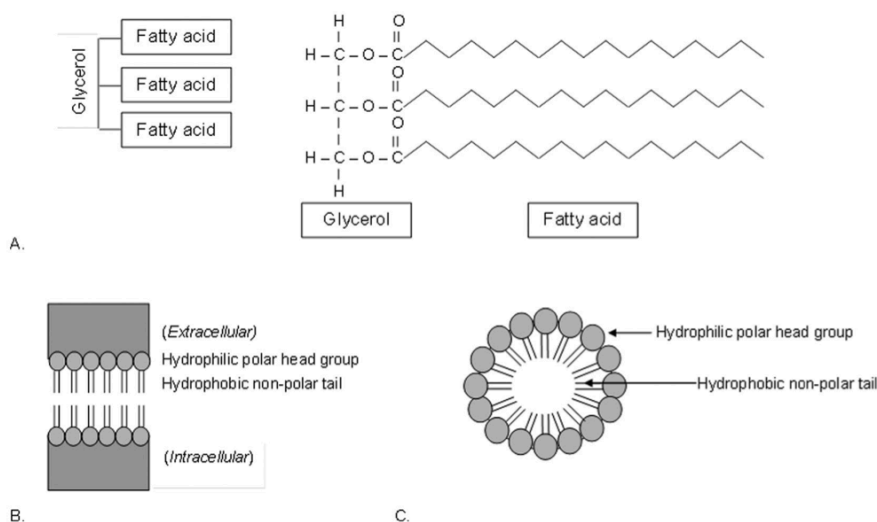 Glycerol
Fatty acid
Fatty acid
Fatty acid
H O
H – C – O – C
O
H – C – O – C
O
H – C – O – C
H
Glycerol
Fatty acid
A.
(Extracellular)
Hydrophilic polar head group
Hydrophobic non-polar tail
(Intracellular)
B.
Hydrophilic polar head group
Hydrophobic non-polar tail
C.